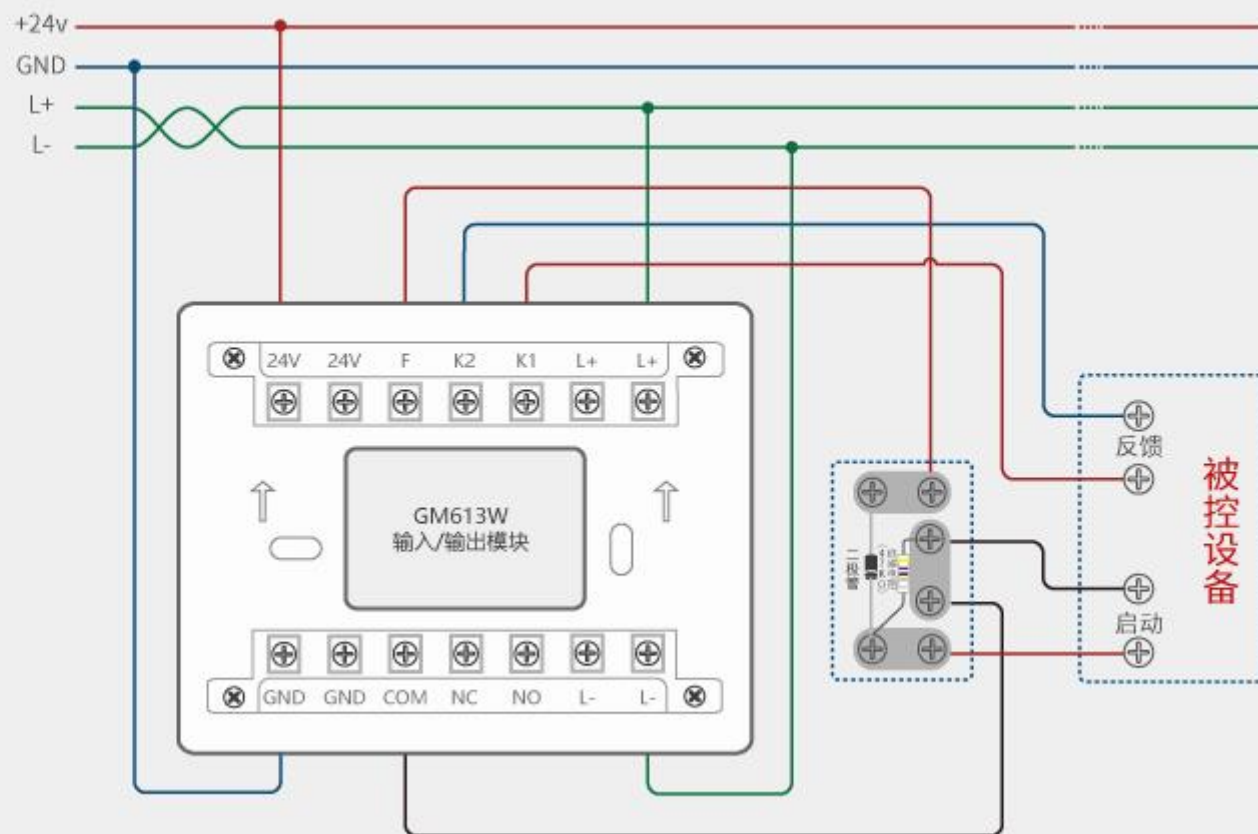 +24v
GND
L+
L-
24V 24V F K2 K1 L+ L+
GM613W
输入/输出模块
GND GND COM NC NO L- L-
二极管
反馈
启动
被控设备